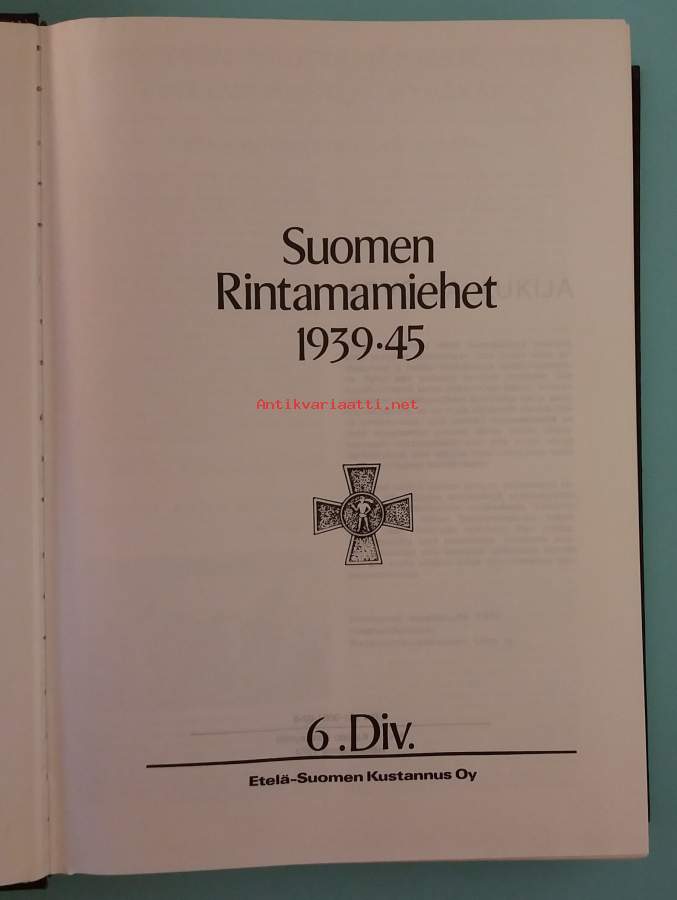 Suomen
Rintamamiehet
1939·45
Antikvariaatti.net
6.Div.
Etelä-Suomen Kustannus Oy